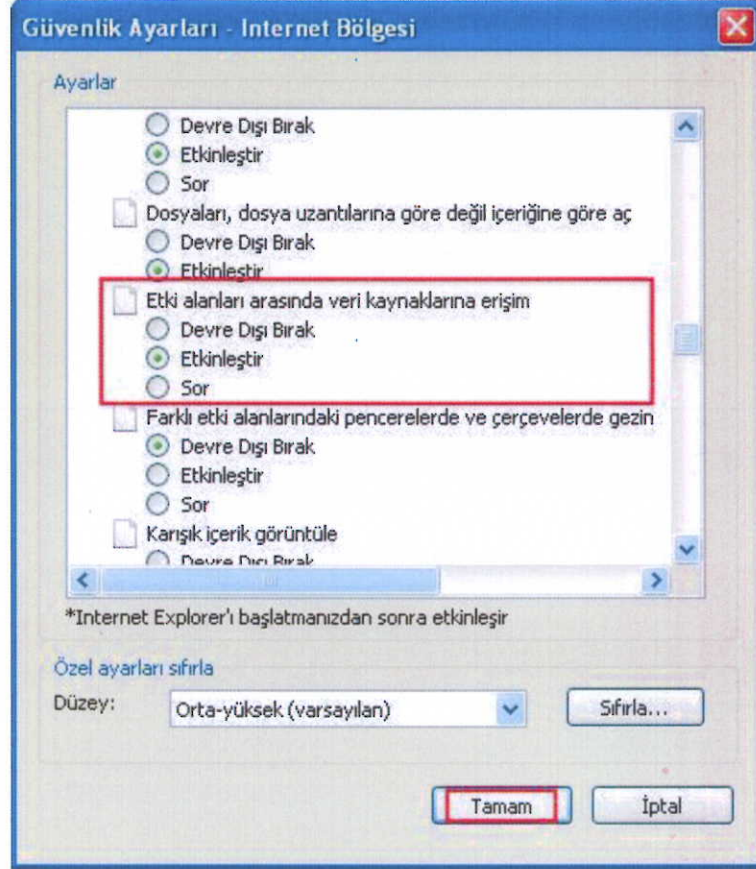 Güvenlik Ayarları - Internet Bölgesi
Ayarlar
Devre Dışı Bırak
Etkinleştir
Sor
Dosyaları, dosya uzantılarına göre değil içeriğine göre aç
Devre Dışı Bırak
Etkinleştir
Etki alanları arasında veri kaynaklarına erişim
Devre Dışı Bırak
Etkinleştir
Sor
Farklı etki alanlarındaki pencerelerde ve çerçevelerde gezin
Devre Dışı Bırak
Etkinleştir
Sor
Karışık içerik görüntüle
Devre Dışı Bırak
*Internet Explorer'ı başlatmanızdan sonra etkinleşir
Özel ayarları sıfırla
Düzey:
Orta-yüksek (varsayılan)
Sıfırla...
Tamam
İptal